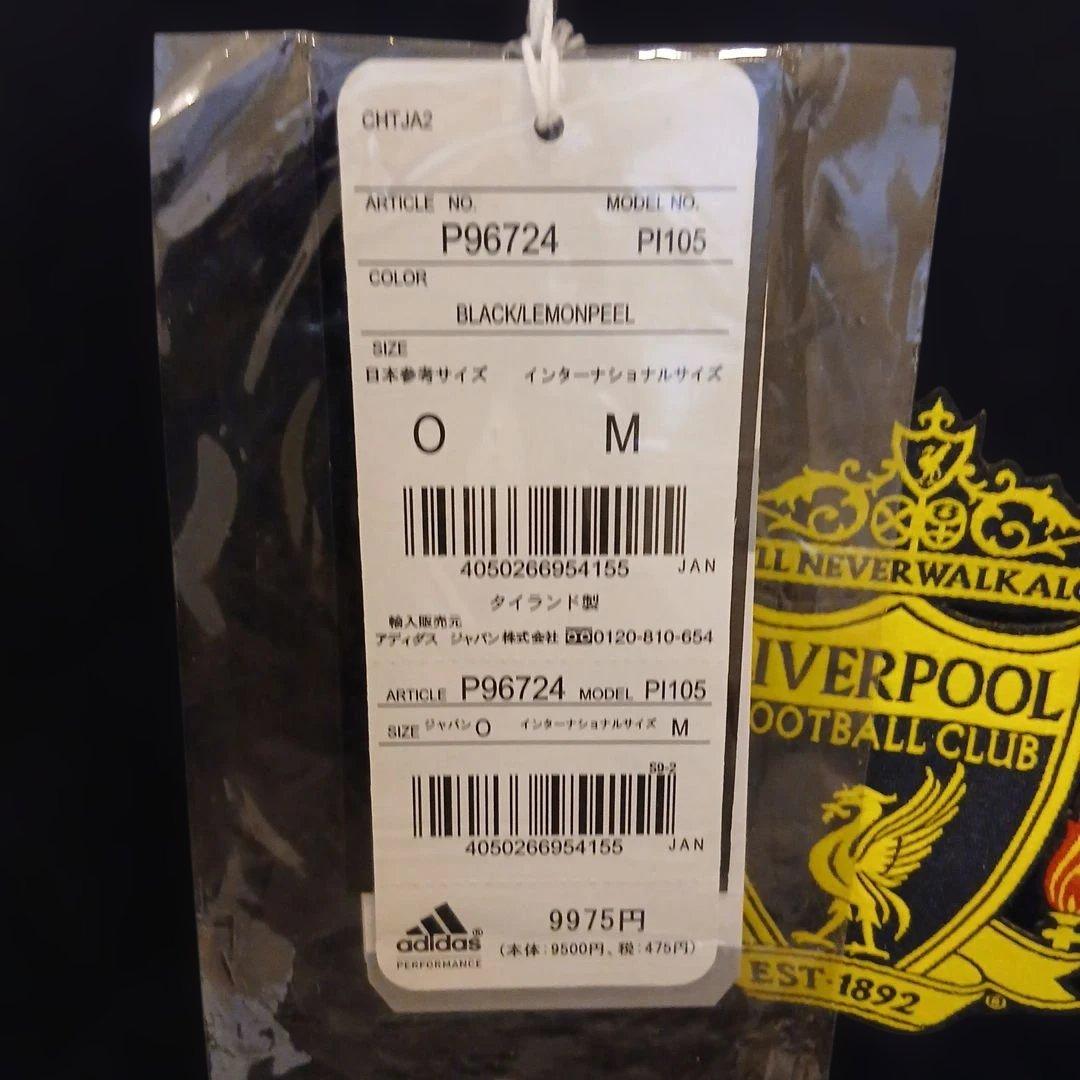 CHTJA2
ARTICLE NO. MODEL NO.
P96724 PI105
COLOR
BLACK/LEMONPEEL
SIZE
日本参考サイズ インターナショナルサイズ
O M
4050266954155 JAN
タイランド製
輸入販売元
アディダス ジャパン株式会社 0120-810-654
ARTICLE P96724 MODEL PI105
SIZE ジャパン O インターナショナルサイズ M
S9-2
4050266954155 JAN
adidas®
PERFORMANCE
9975円
(本体:9500円、税:475円)
LL NEVER WALK ALO
IVERPOOL
OOTBALL CLUB
EST·1892
®